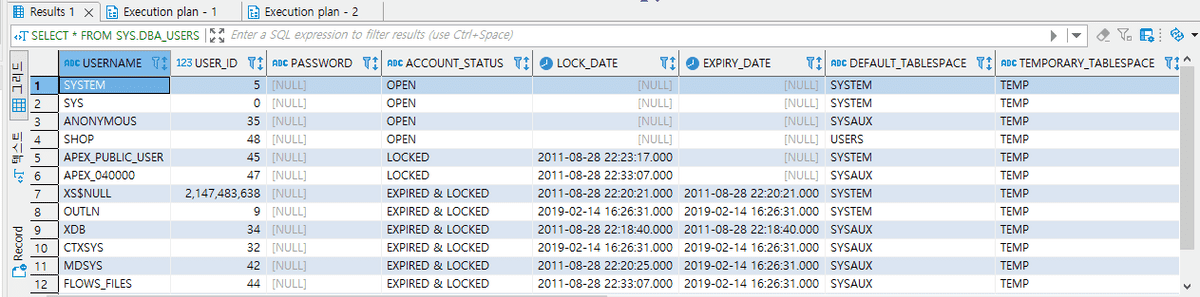 Results 1 Execution plan - 1 Execution plan - 2
SELECT * FROM SYS.DBA_USERS Enter a SQL expression to filter results (use Ctrl+Space)
그리드
텍스트
Record
ABC USERNAME 123 USER_ID ABC PASSWORD ABC ACCOUNT_STATUS LOCK_DATE EXPIRY_DATE ABC DEFAULT_TABLESPACE ABC TEMPORARY_TABLESPACE
1 SYSTEM 5 [NULL] OPEN [NULL] [NULL] SYSTEM TEMP
2 SYS 0 [NULL] OPEN [NULL] [NULL] SYSTEM TEMP
3 ANONYMOUS 35 [NULL] OPEN [NULL] [NULL] SYSAUX TEMP
4 SHOP 48 [NULL] OPEN [NULL] [NULL] USERS TEMP
5 APEX_PUBLIC_USER 45 [NULL] LOCKED 2011-08-28 22:23:17.000 [NULL] SYSTEM TEMP
6 APEX_040000 47 [NULL] LOCKED 2011-08-28 22:33:07.000 [NULL] SYSAUX TEMP
7 XS$NULL 2,147,483,638 [NULL] EXPIRED & LOCKED 2011-08-28 22:20:21.000 2011-08-28 22:20:21.000 SYSTEM TEMP
8 OUTLN 9 [NULL] EXPIRED & LOCKED 2019-02-14 16:26:31.000 2019-02-14 16:26:31.000 SYSTEM TEMP
9 XDB 34 [NULL] EXPIRED & LOCKED 2011-08-28 22:18:40.000 2011-08-28 22:18:40.000 SYSAUX TEMP
10 CTXSYS 32 [NULL] EXPIRED & LOCKED 2019-02-14 16:26:31.000 2019-02-14 16:26:31.000 SYSAUX TEMP
11 MDSYS 42 [NULL] EXPIRED & LOCKED 2011-08-28 22:20:25.000 2019-02-14 16:26:31.000 SYSAUX TEMP
12 FLOWS_FILES 44 [NULL] EXPIRED & LOCKED 2011-08-28 22:33:07.000 2019-02-14 16:26:31.000 SYSAUX TEMP